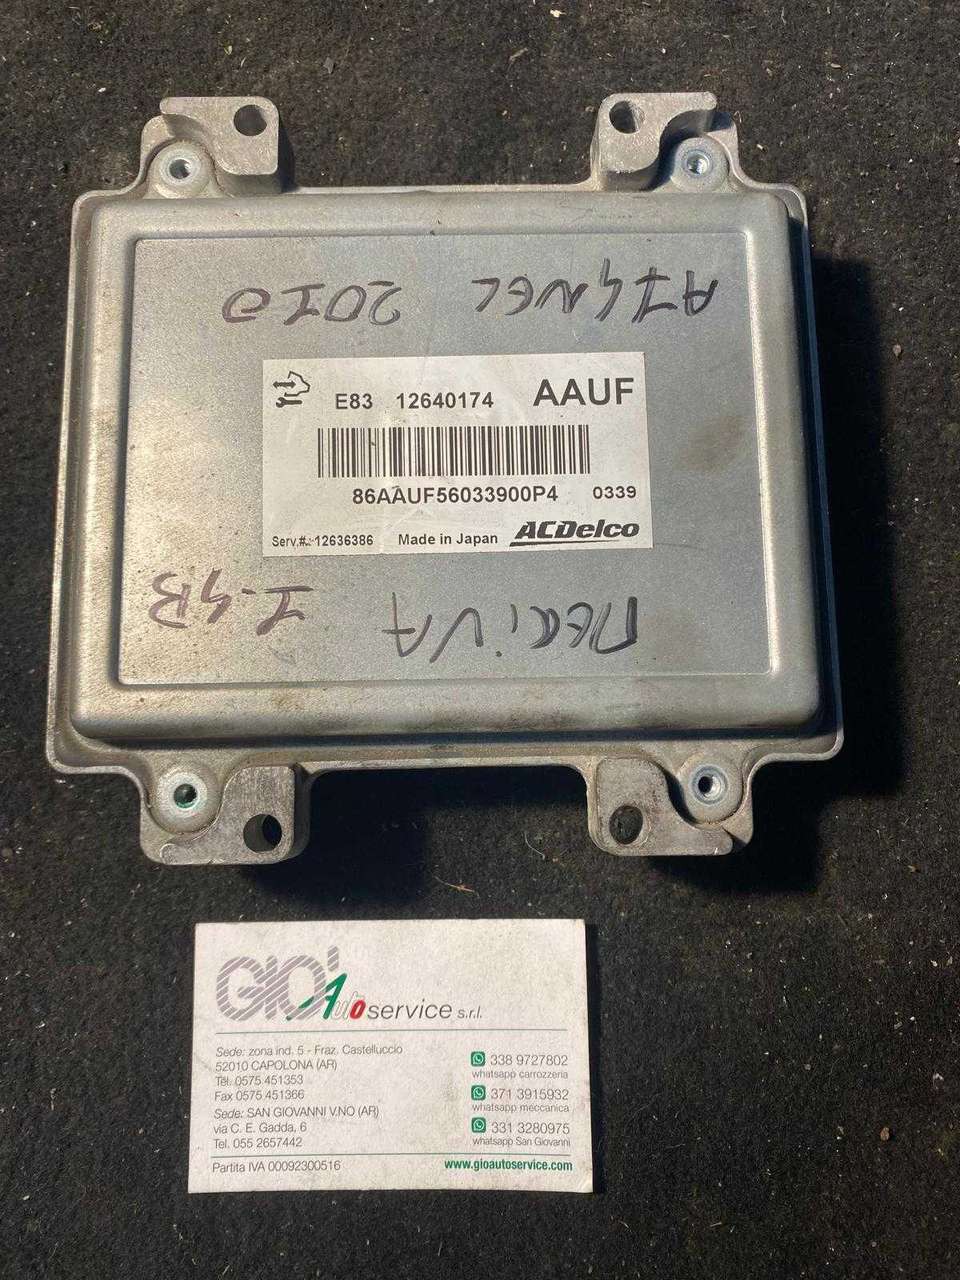 A14NEL 2010
E83 12640174 AAUF
86AAUF56033900P4 0339
Serv.#.:12636386 Made in Japan ACDelco
MERIVA 1.4B
GIO' Auto service s.r.l.
Sede: zona ind. 5 - Fraz. Castelluccio
52010 CAPOLONA (AR)
Tel. 0575 451353
Fax 0575 451366
Sede: SAN GIOVANNI V.NO (AR)
via C. E. Gadda, 6
Tel. 055 2657442
338 9727802
whatsapp carrozzeria
371 3915932
whatsapp meccanica
331 3280975
whatsapp San Giovanni
Partita IVA 00092300516 www.gioautoservice.com